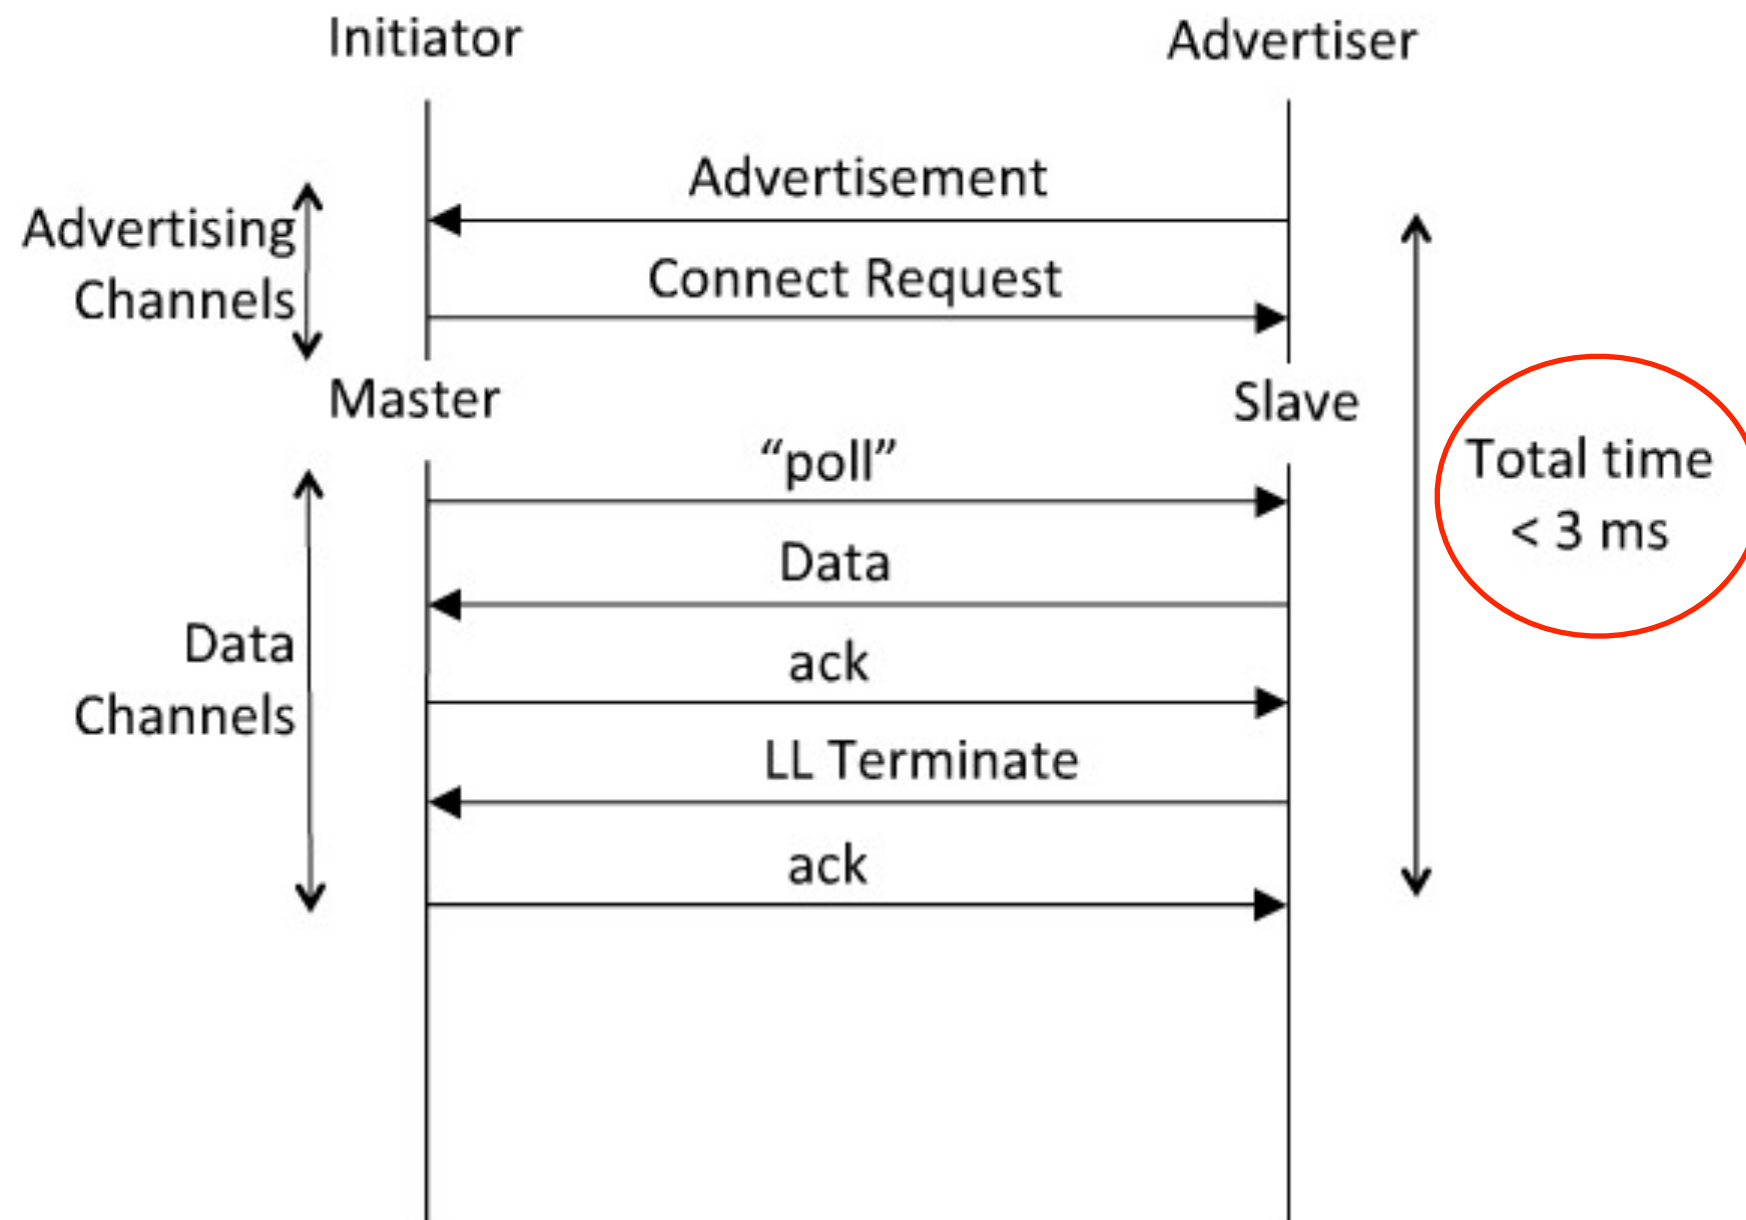 Initiator
Advertiser
Advertisement
Advertising
Channels
Connect Request
Master
Slave
“poll”
Total time
< 3 ms
Data
ack
Data
Channels
LL Terminate
ack